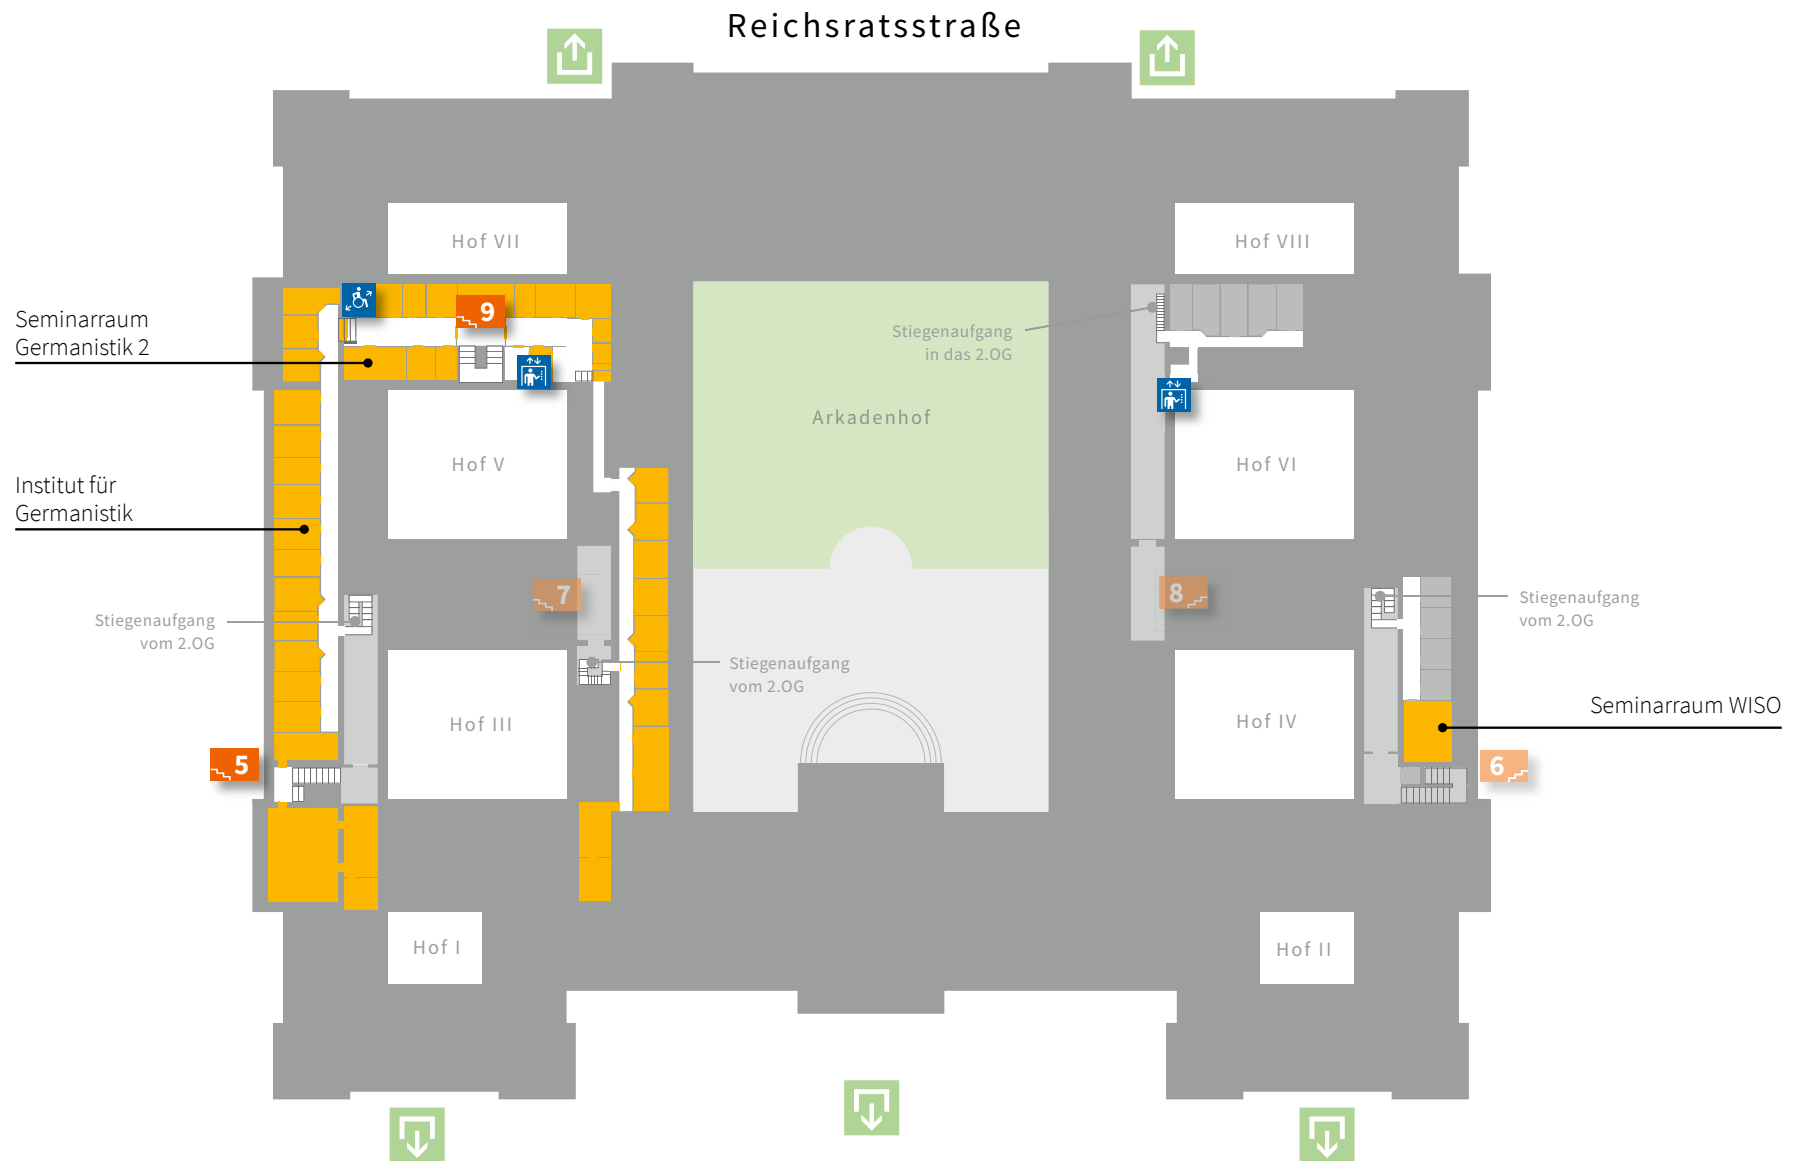 Reichsratsstraße
Hof VII
Hof VIII
9
Seminarraum
Germanistik 2
Stiegenaufgang
in das 2.OG
Arkadenhof
Hof V
Hof VI
Institut für
Germanistik
7
8
Stiegenaufgang
vom 2.OG
Stiegenaufgang
vom 2.OG
Stiegenaufgang
vom 2.OG
Seminarraum WISO
Hof III
Hof IV
5
6
Hof I
Hof II